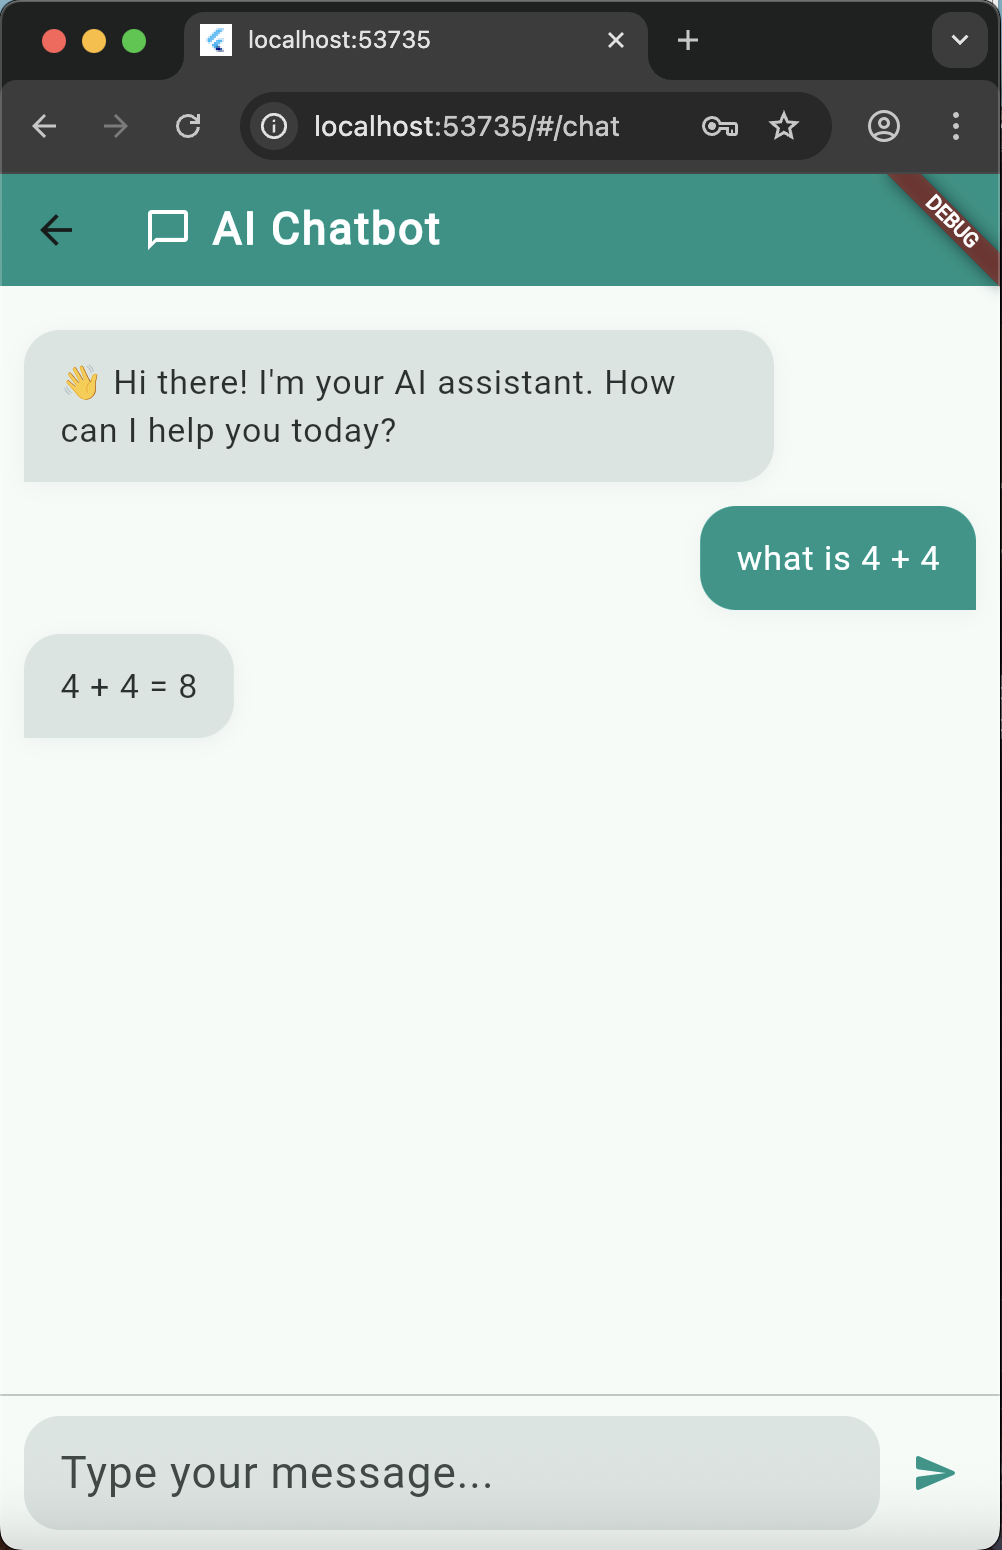 localhost:53735
localhost:53735/#/chat
AI Chatbot
DEBUG
👋 Hi there! I'm your AI assistant. How
can I help you today?
what is 4 + 4
4 + 4 = 8
Type your message...